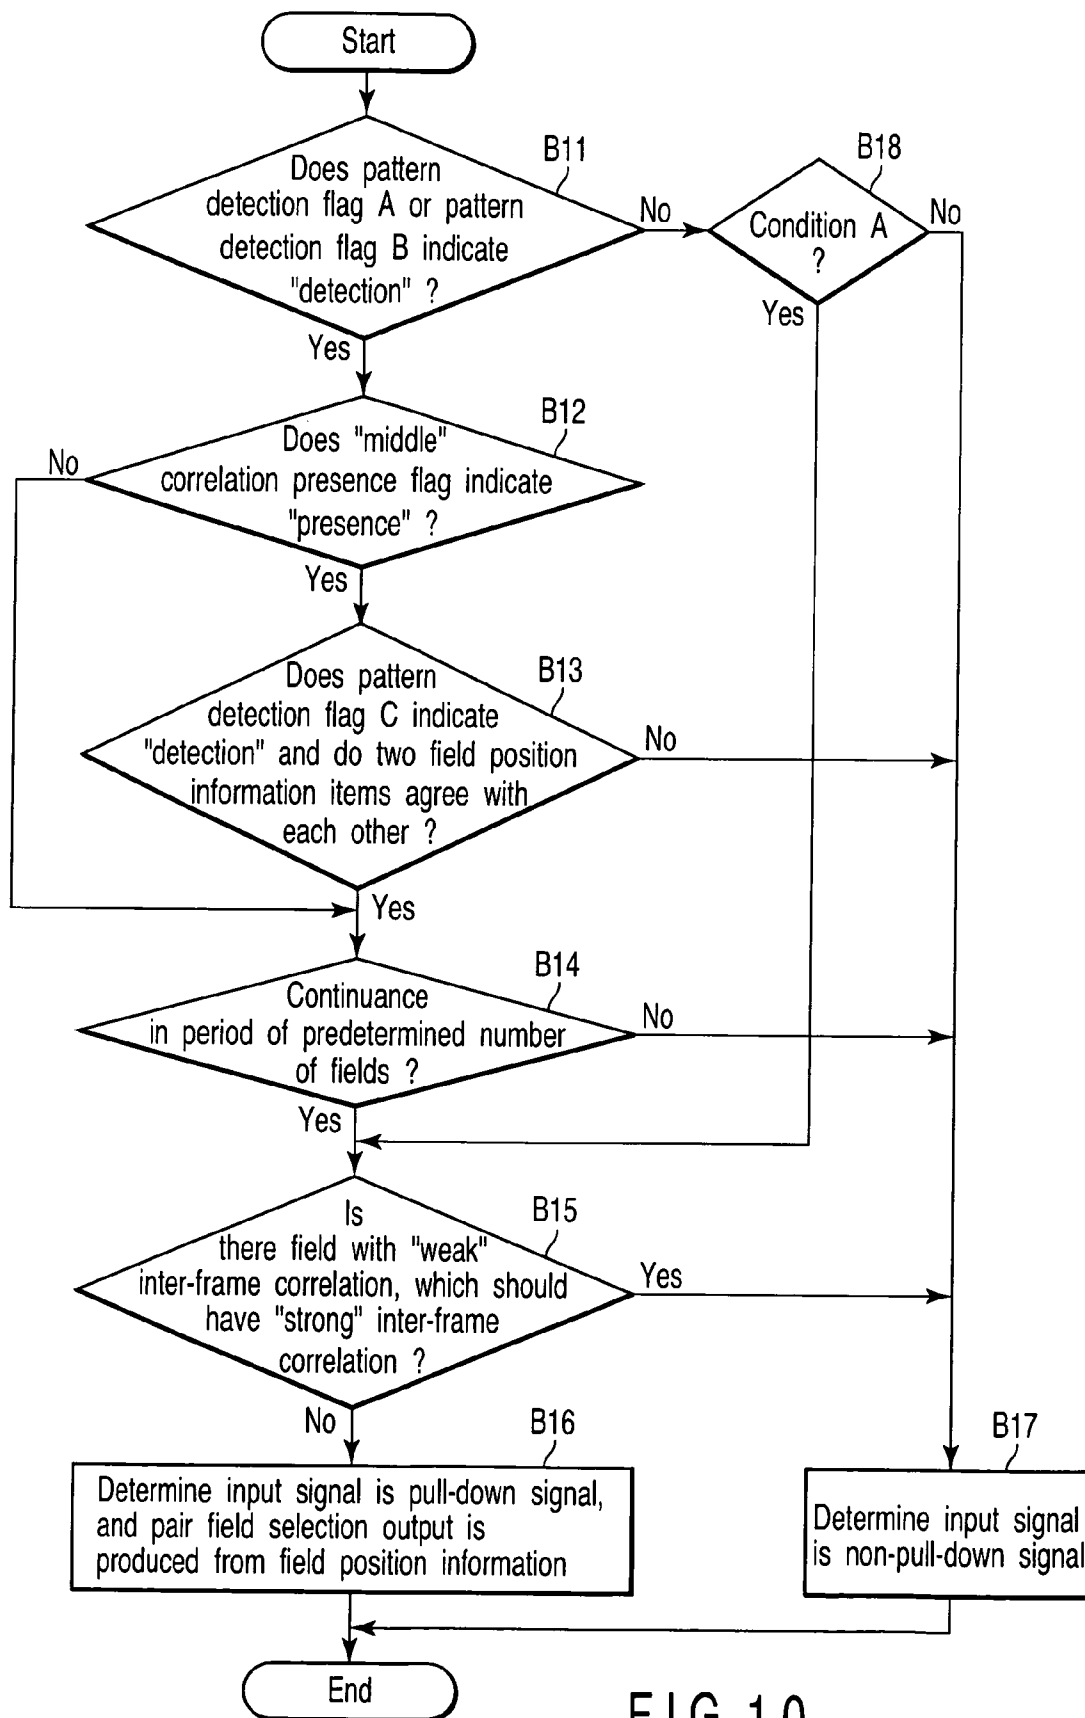 Start
B11
Does pattern
detection flag A or pattern
detection flag B indicate
"detection" ?
No
Yes
B18
Condition A
?
No
Yes
B12
Does "middle"
correlation presence flag indicate
"presence" ?
No
Yes
B13
Does pattern
detection flag C indicate
"detection" and do two field position
information items agree with
each other ?
No
Yes
B14
Continuance
in period of predetermined number
of fields ?
No
Yes
B15
Is
there field with "weak"
inter-frame correlation, which should
have "strong" inter-frame
correlation ?
Yes
No
B16
Determine input signal is pull-down signal,
and pair field selection output is
produced from field position information
B17
Determine input signal
is non-pull-down signal
End
FIG. 10